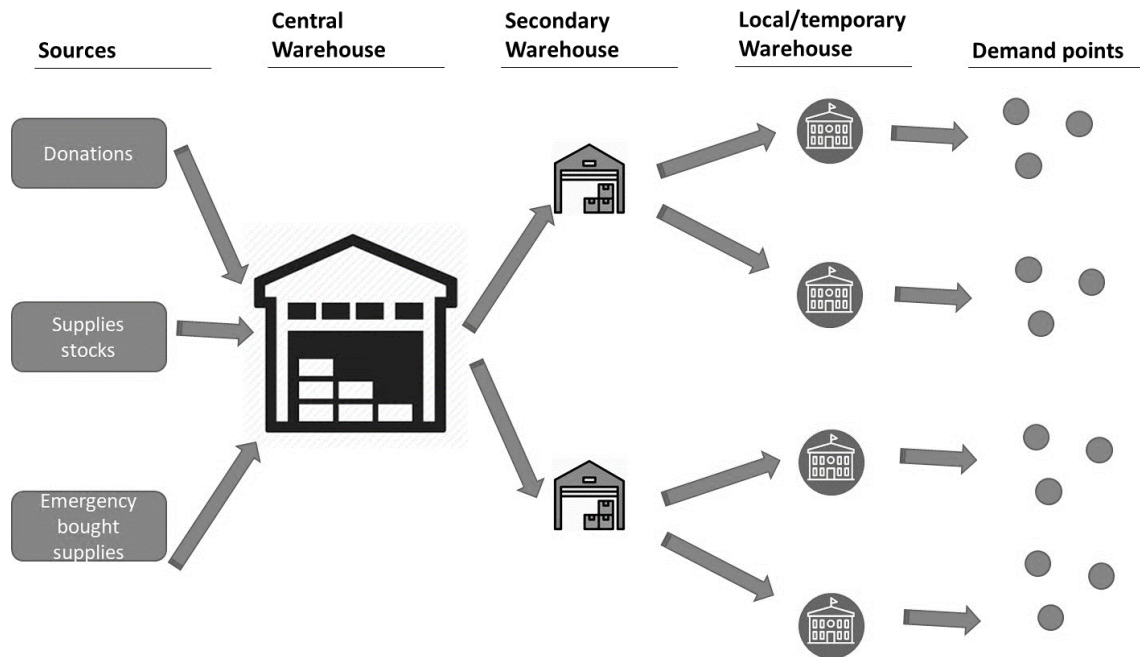 Sources
Central
Warehouse
Secondary
Warehouse
Local/temporary
Warehouse
Demand points
Donations
Supplies
stocks
Emergency
bought
supplies